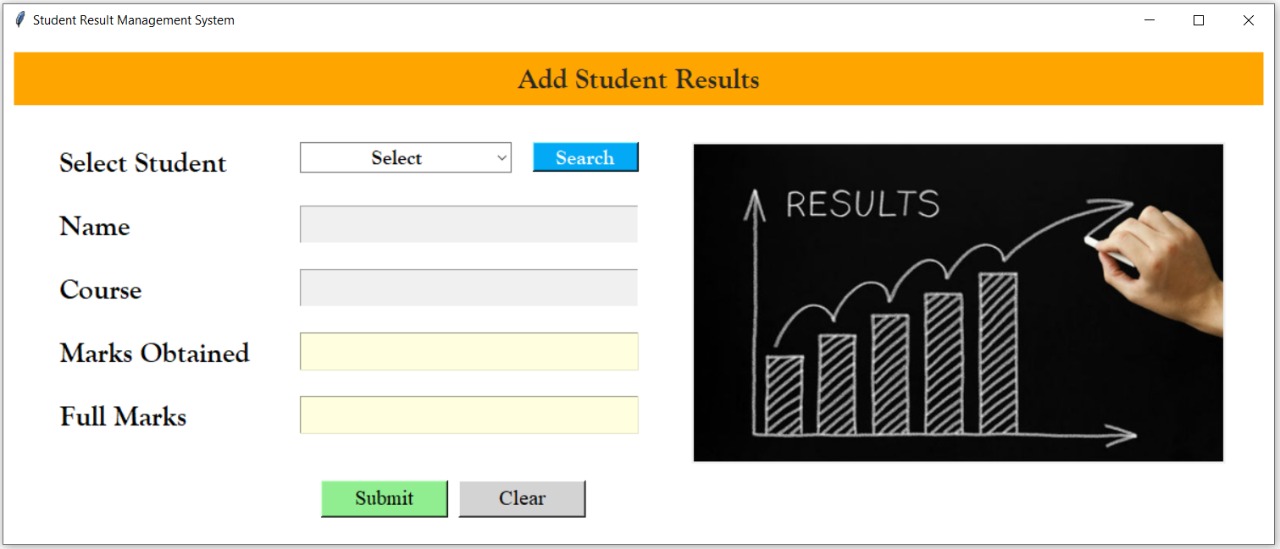 Student Result Management System
Add Student Results
Select Student Select Search
Name
Course
Marks Obtained
Full Marks
Submit Clear
RESULTS